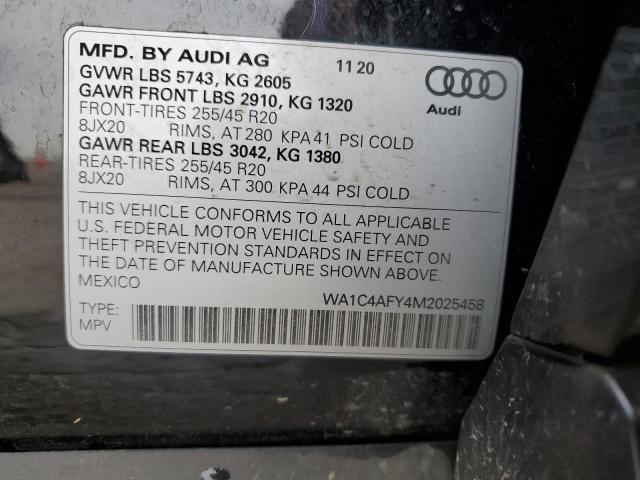 MFD. BY AUDI AG 11 20
GVWR LBS 5743, KG 2605
GAWR FRONT LBS 2910, KG 1320
FRONT-TIRES 255/45 R20
8JX20 RIMS, AT 280 KPA 41 PSI COLD
GAWR REAR LBS 3042, KG 1380
REAR-TIRES 255/45 R20
8JX20 RIMS, AT 300 KPA 44 PSI COLD
Audi
THIS VEHICLE CONFORMS TO ALL APPLICABLE
U.S. FEDERAL MOTOR VEHICLE SAFETY AND
THEFT PREVENTION STANDARDS IN EFFECT ON
THE DATE OF MANUFACTURE SHOWN ABOVE.
MEXICO
WA1C4AFY4M2025458
TYPE:
MPV